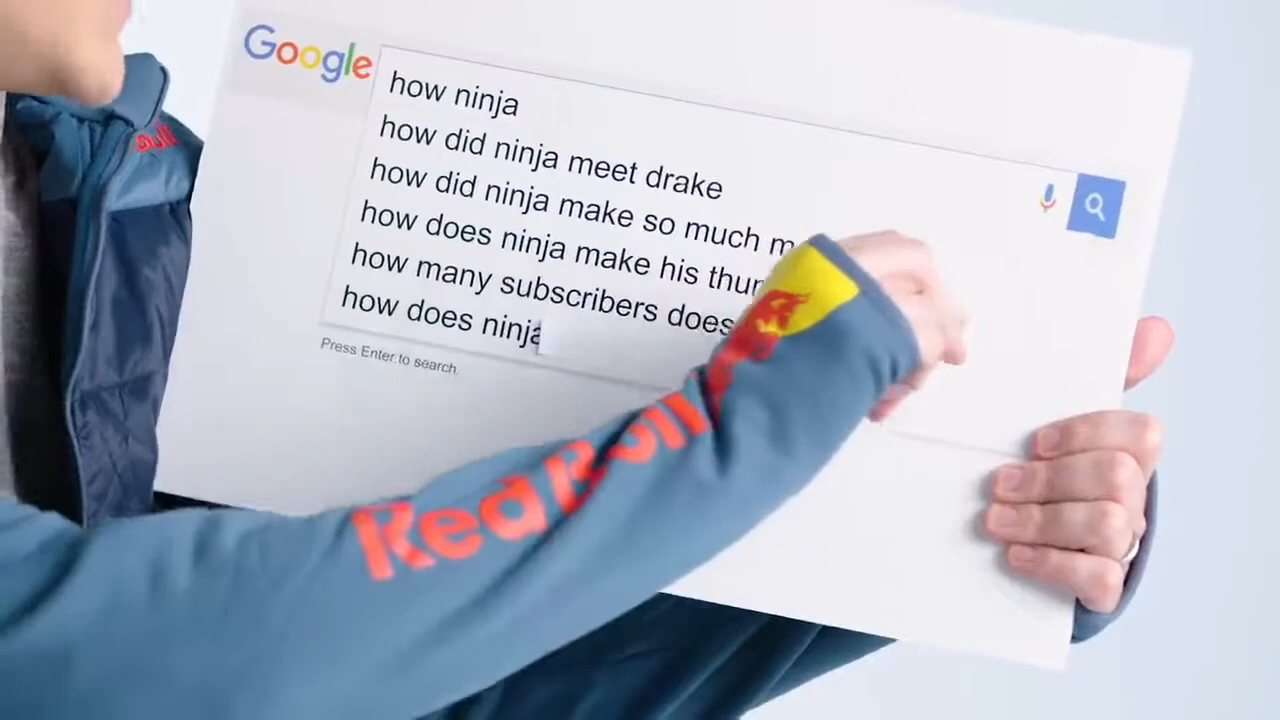 Google
how ninja
how did ninja meet drake
how did ninja make so much
how does ninja make his
how many subscribers does
how does ninja
Press Enter to search.
Bull
Red Bull